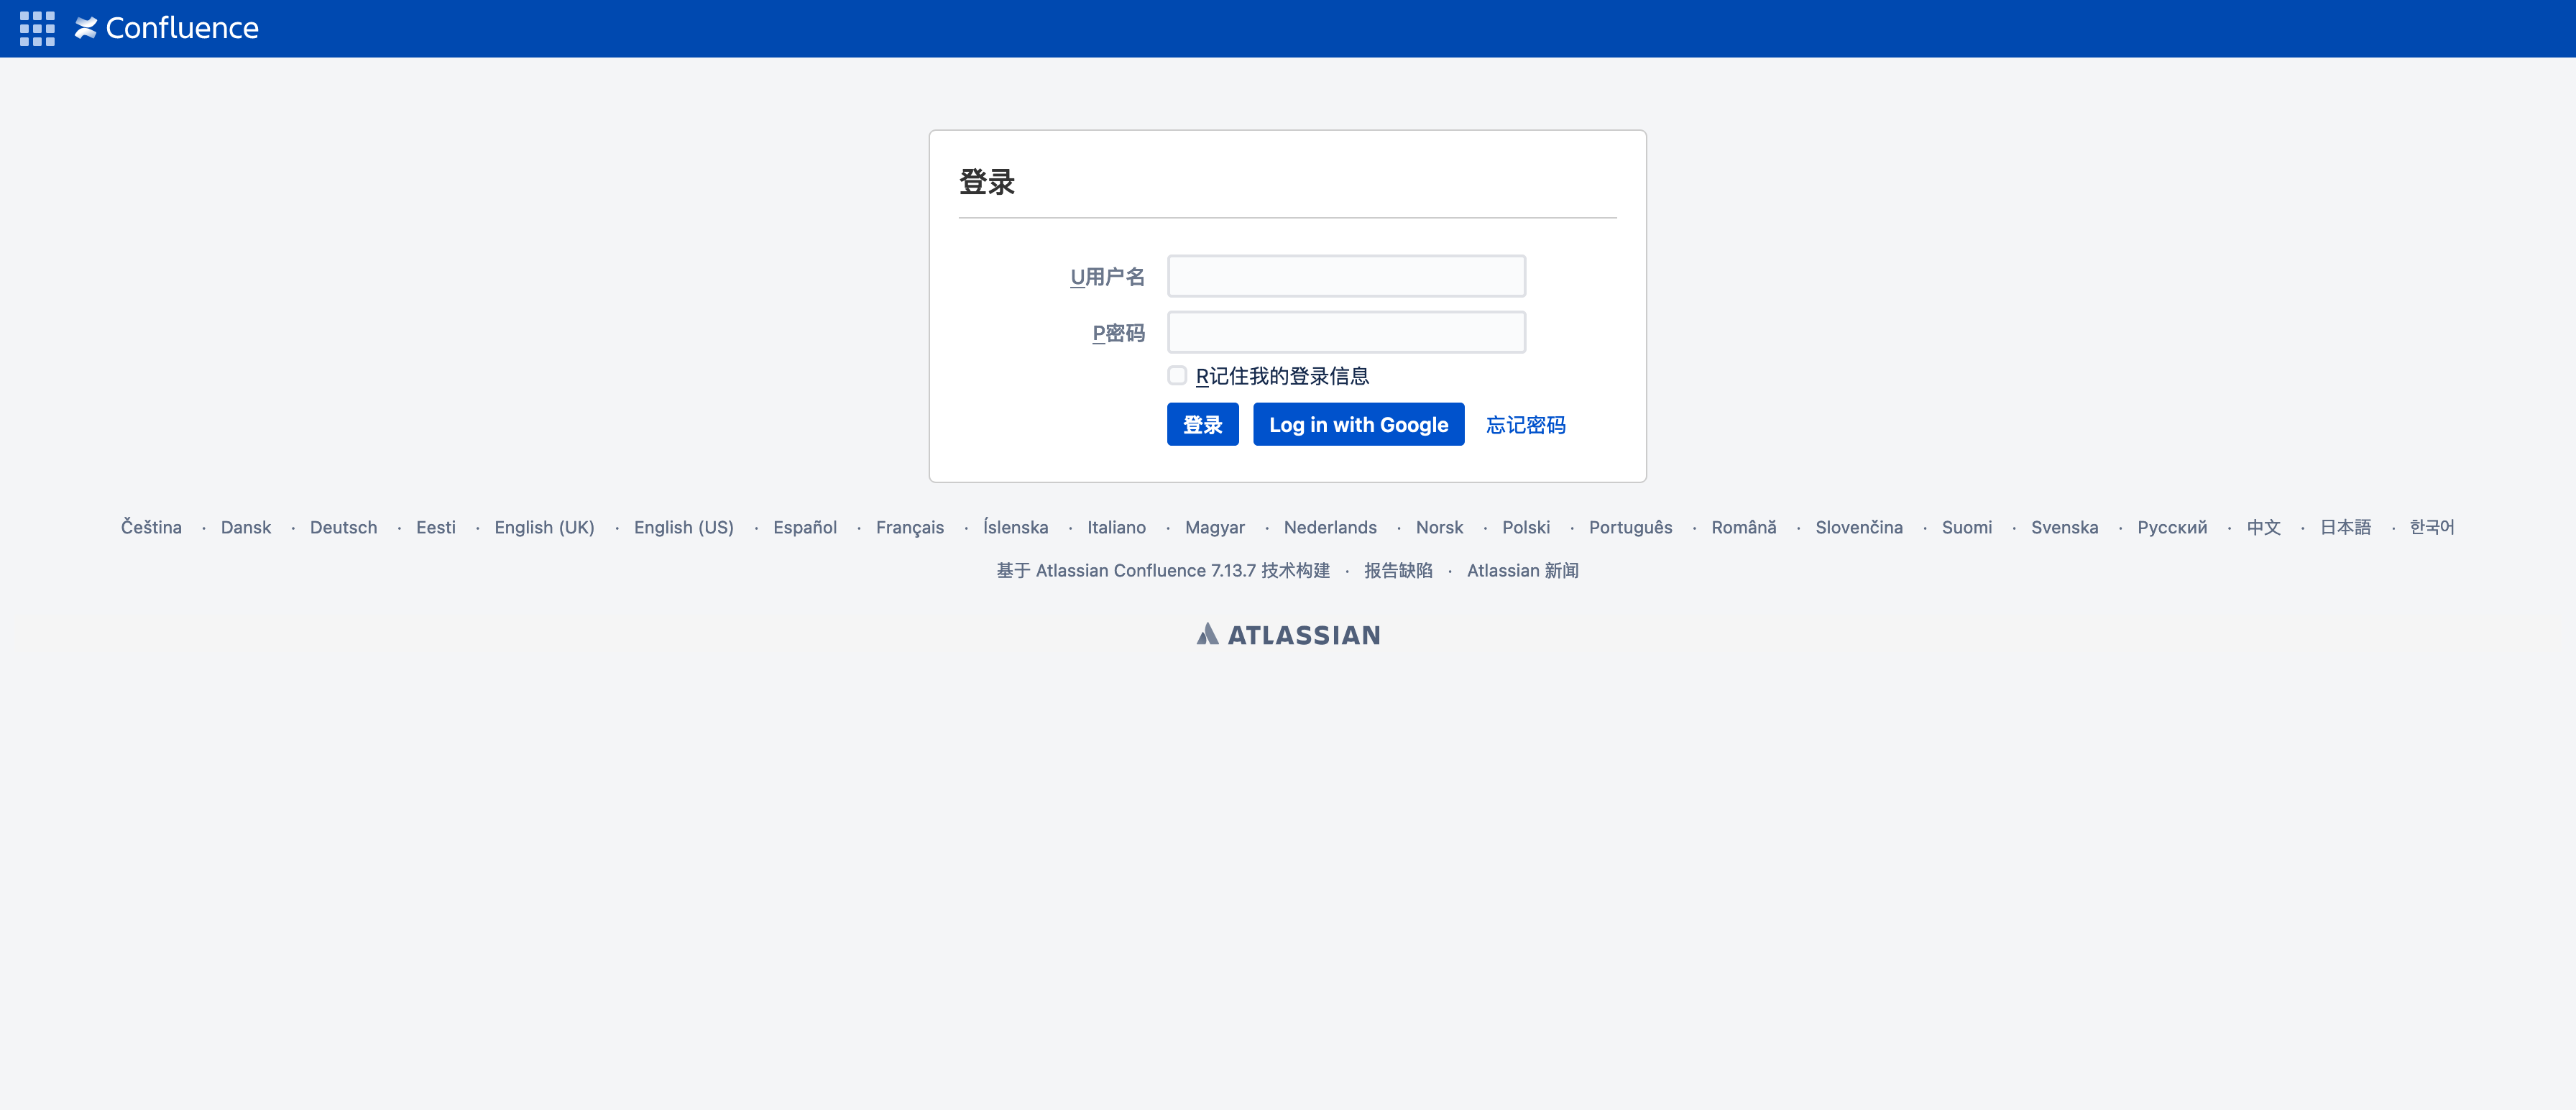 Confluence
登录
U用户名
P密码
R记住我的登录信息
登录 Log in with Google 忘记密码
Čeština · Dansk · Deutsch · Eesti · English (UK) · English (US) · Español · Français · Íslenska · Italiano · Magyar · Nederlands · Norsk · Polski · Português · Română · Slovenčina · Suomi · Svenska · Русский · 中文 · 日本語 · 한국어
基于 Atlassian Confluence 7.13.7 技术构建 · 报告缺陷 · Atlassian 新闻
ATLASSIAN